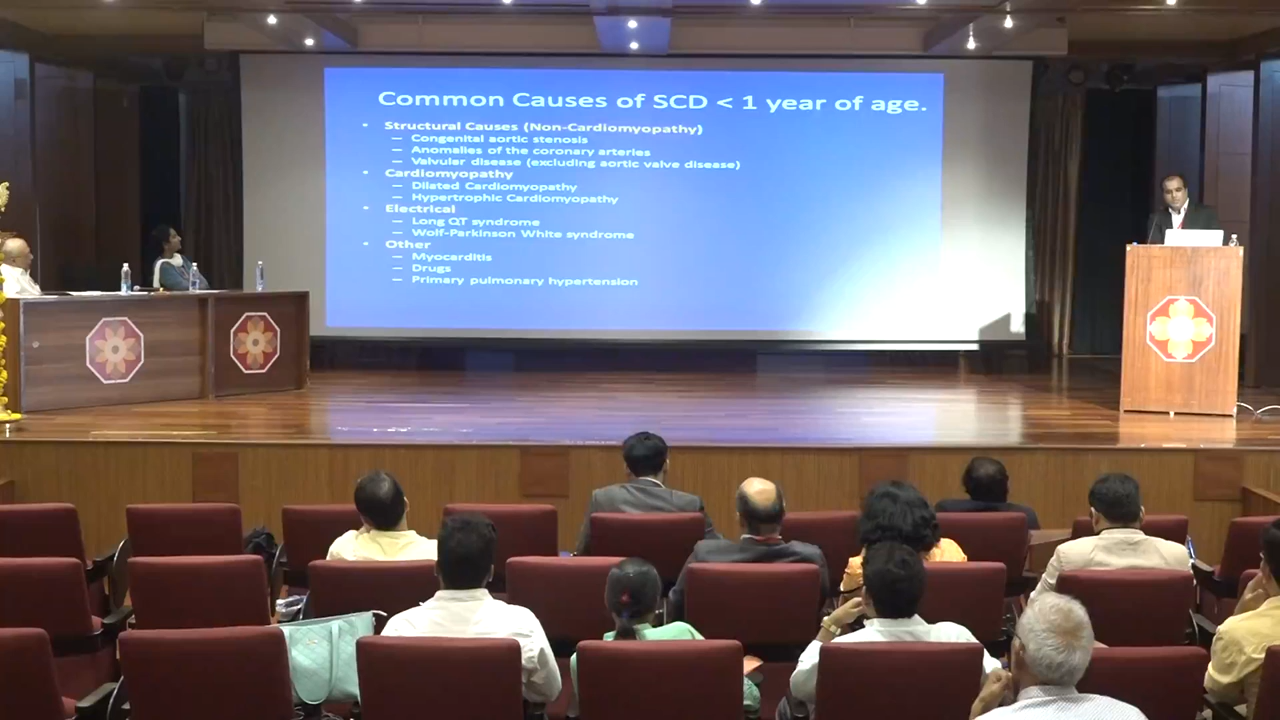 Common Causes of SCD < 1 year of age.
• Structural Causes (Non-Cardiomyopathy)
– Congenital aortic stenosis
– Anomalies of the coronary arteries
– Valvuler disease (excluding aortic valve disease)
• Cardiomyopathy
– Dilated Cardiomyopathy
– Hypertrophic Cardiomyopathy
• Electrical
– Long QT syndrome
– Wolf-Parkinson White syndrome
• Other
– Myocarditis
– Drugs
– Primary pulmonary hypertension